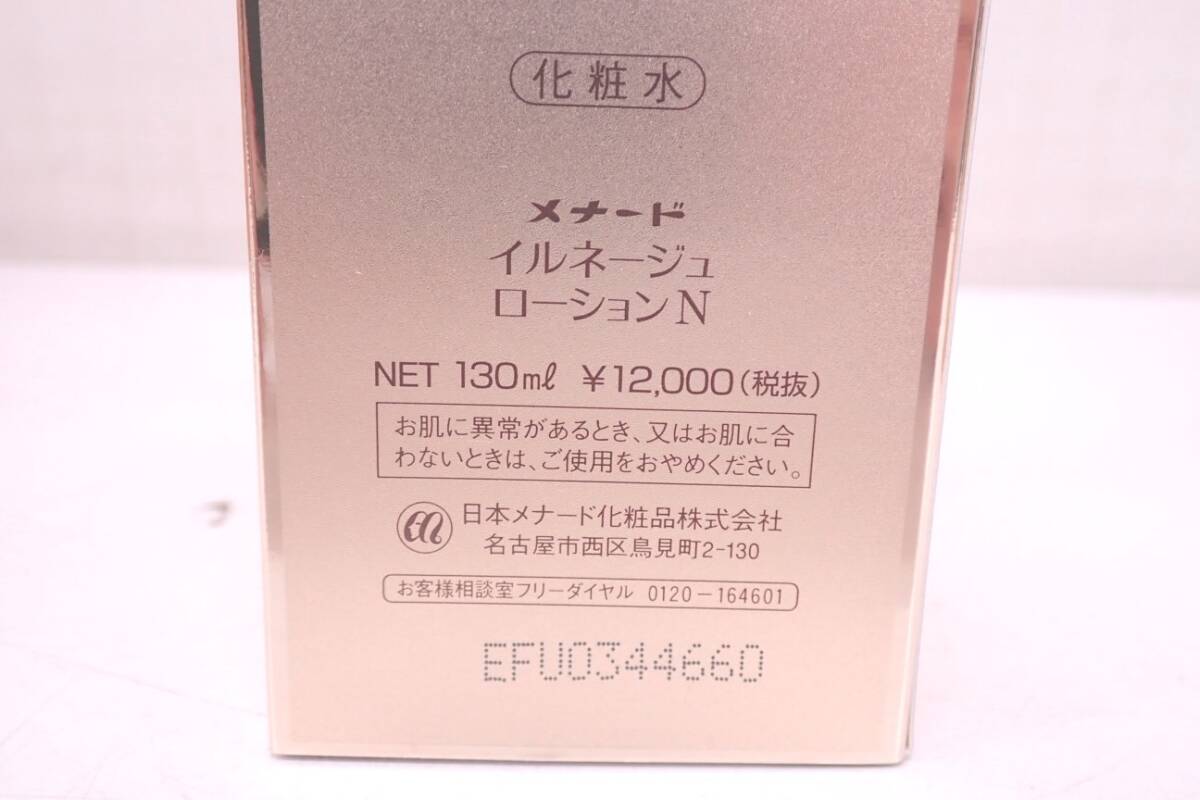 化粧水
メナード
イルネージュ
ローションN
NET 130mℓ ￥12,000(税抜)
お肌に異常があるとき、又はお肌に合
わないときは、ご使用をおやめください。
日本メナード化粧品株式会社
名古屋市西区鳥見町2-130
お客様相談室フリーダイヤル 0120-164601
EFU0344660